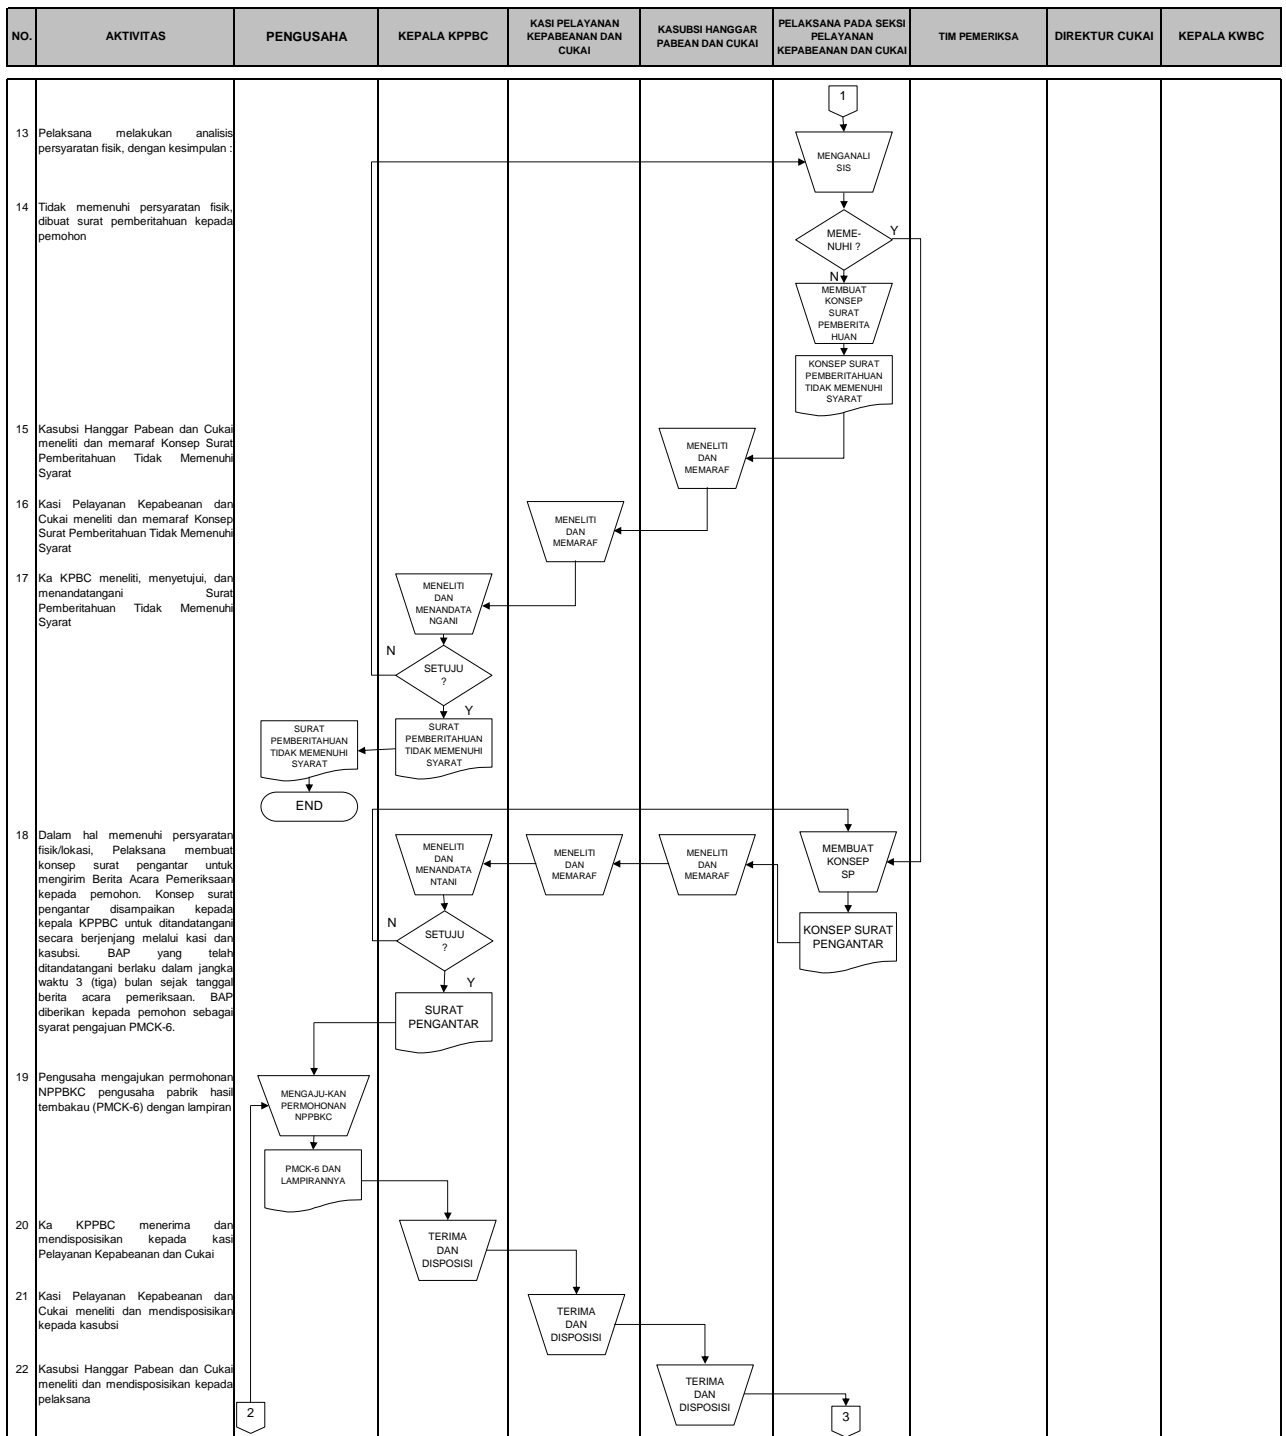 NO.
AKTIVITAS
PENGUSAHA
KEPALA KPPBC
KASI PELAYANAN
KEPABEANAN DAN
CUKAI
KASUBSI HANGGAR
PABEAN DAN CUKAI
PELAKSANA PADA SEKSI
PELAYANAN
KEPABEANAN DAN CUKAI
TIM PEMERIKSA
DIREKTUR CUKAI
KEPALA KWBC
1
13 Pelaksana melakukan analisis
persyaratan fisik, dengan kesimpulan :
MENGANALI
SIS
14 Tidak memenuhi persyaratan fisik,
dibuat surat pemberitahuan kepada
pemohon
MEME-
NUHI ?
Y
N
MEMBUAT
KONSEP
SURAT
PEMBERITA
HUAN
KONSEP SURAT
PEMBERITAHUAN
TIDAK MEMENUHI
SYARAT
15 Kasubsi Hanggar Pabean dan Cukai
meneliti dan memaraf Konsep Surat
Pemberitahuan Tidak Memenuhi
Syarat
MENELITI
DAN
MEMARAF
16 Kasi Pelayanan Kepabeanan dan
Cukai meneliti dan memaraf Konsep
Surat Pemberitahuan Tidak Memenuhi
Syarat
MENELITI
DAN
MEMARAF
17 Ka KPBC meneliti, menyetujui, dan
menandatangani Surat
Pemberitahuan Tidak Memenuhi
Syarat
MENELITI
DAN
MENANDATA
NGANI
N
SETUJU
?
Y
SURAT
PEMBERITAHUAN
TIDAK MEMENUHI
SYARAT
SURAT
PEMBERITAHUAN
TIDAK MEMENUHI
SYARAT
END
18 Dalam hal memenuhi persyaratan
fisik/lokasi, Pelaksana membuat
konsep surat pengantar untuk
mengirim Berita Acara Pemeriksaan
kepada pemohon. Konsep surat
pengantar disampaikan kepada
kepala KPPBC untuk ditandatangani
secara berjenjang melalui kasi dan
kasubsi. BAP yang telah
ditandatangani berlaku dalam jangka
waktu 3 (tiga) bulan sejak tanggal
berita acara pemeriksaan. BAP
diberikan kepada pemohon sebagai
syarat pengajuan PMCK-6.
MENELITI
DAN
MENANDATA
NTANI
MENELITI
DAN
MEMARAF
MENELITI
DAN
MEMARAF
MEMBUAT
KONSEP
SP
N
SETUJU
?
Y
KONSEP SURAT
PENGANTAR
SURAT
PENGANTAR
19 Pengusaha mengajukan permohonan
NPPBKC pengusaha pabrik hasil
tembakau (PMCK-6) dengan lampiran
MENGAJU-KAN
PERMOHONAN
NPPBKC
PMCK-6 DAN
LAMPIRANNYA
20 Ka KPPBC menerima dan
mendisposisikan kepada kasi
Pelayanan Kepabeanan dan Cukai
TERIMA
DAN
DISPOSISI
21 Kasi Pelayanan Kepabeanan dan
Cukai meneliti dan mendisposisikan
kepada kasubsi
TERIMA
DAN
DISPOSISI
22 Kasubsi Hanggar Pabean dan Cukai
meneliti dan mendisposisikan kepada
pelaksana
TERIMA
DAN
DISPOSISI
2
3